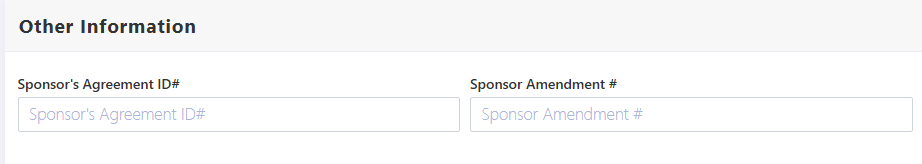 Other Information
Sponsor's Agreement ID# Sponsor Amendment #
Sponsor's Agreement ID# Sponsor Amendment #